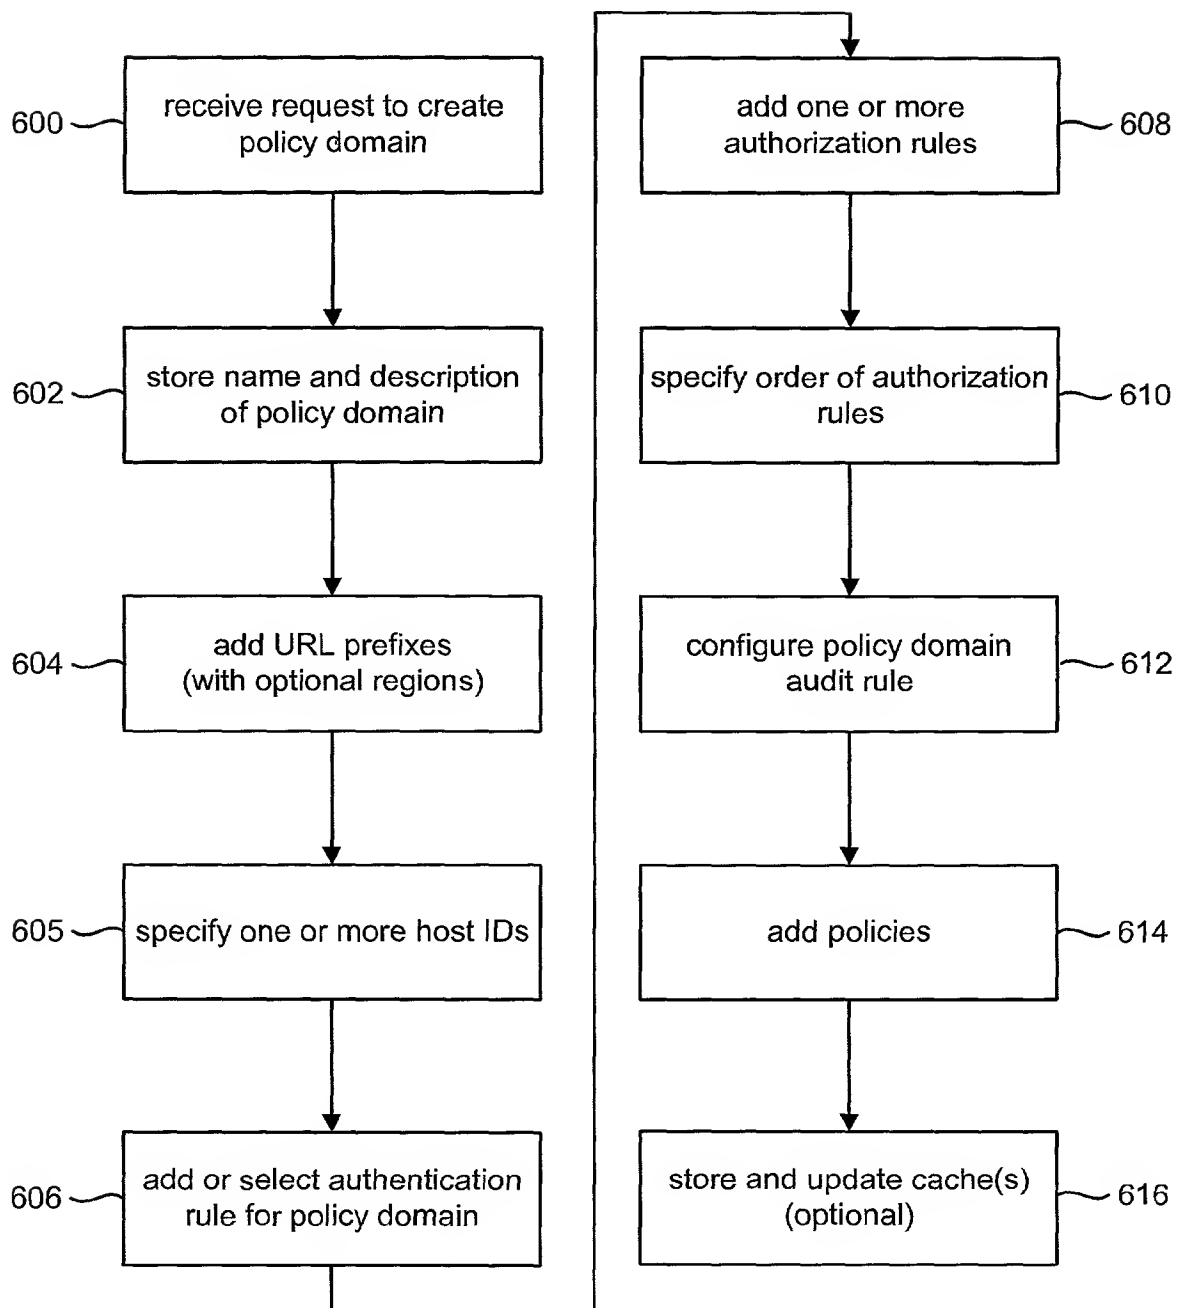 600
receive request to create
policy domain
602
store name and description
of policy domain
604
add URL prefixes
(with optional regions)
605
specify one or more host IDs
606
add or select authentication
rule for policy domain
add one or more
authorization rules
608
specify order of authorization
rules
610
configure policy domain
audit rule
612
add policies
614
store and update cache(s)
(optional)
616